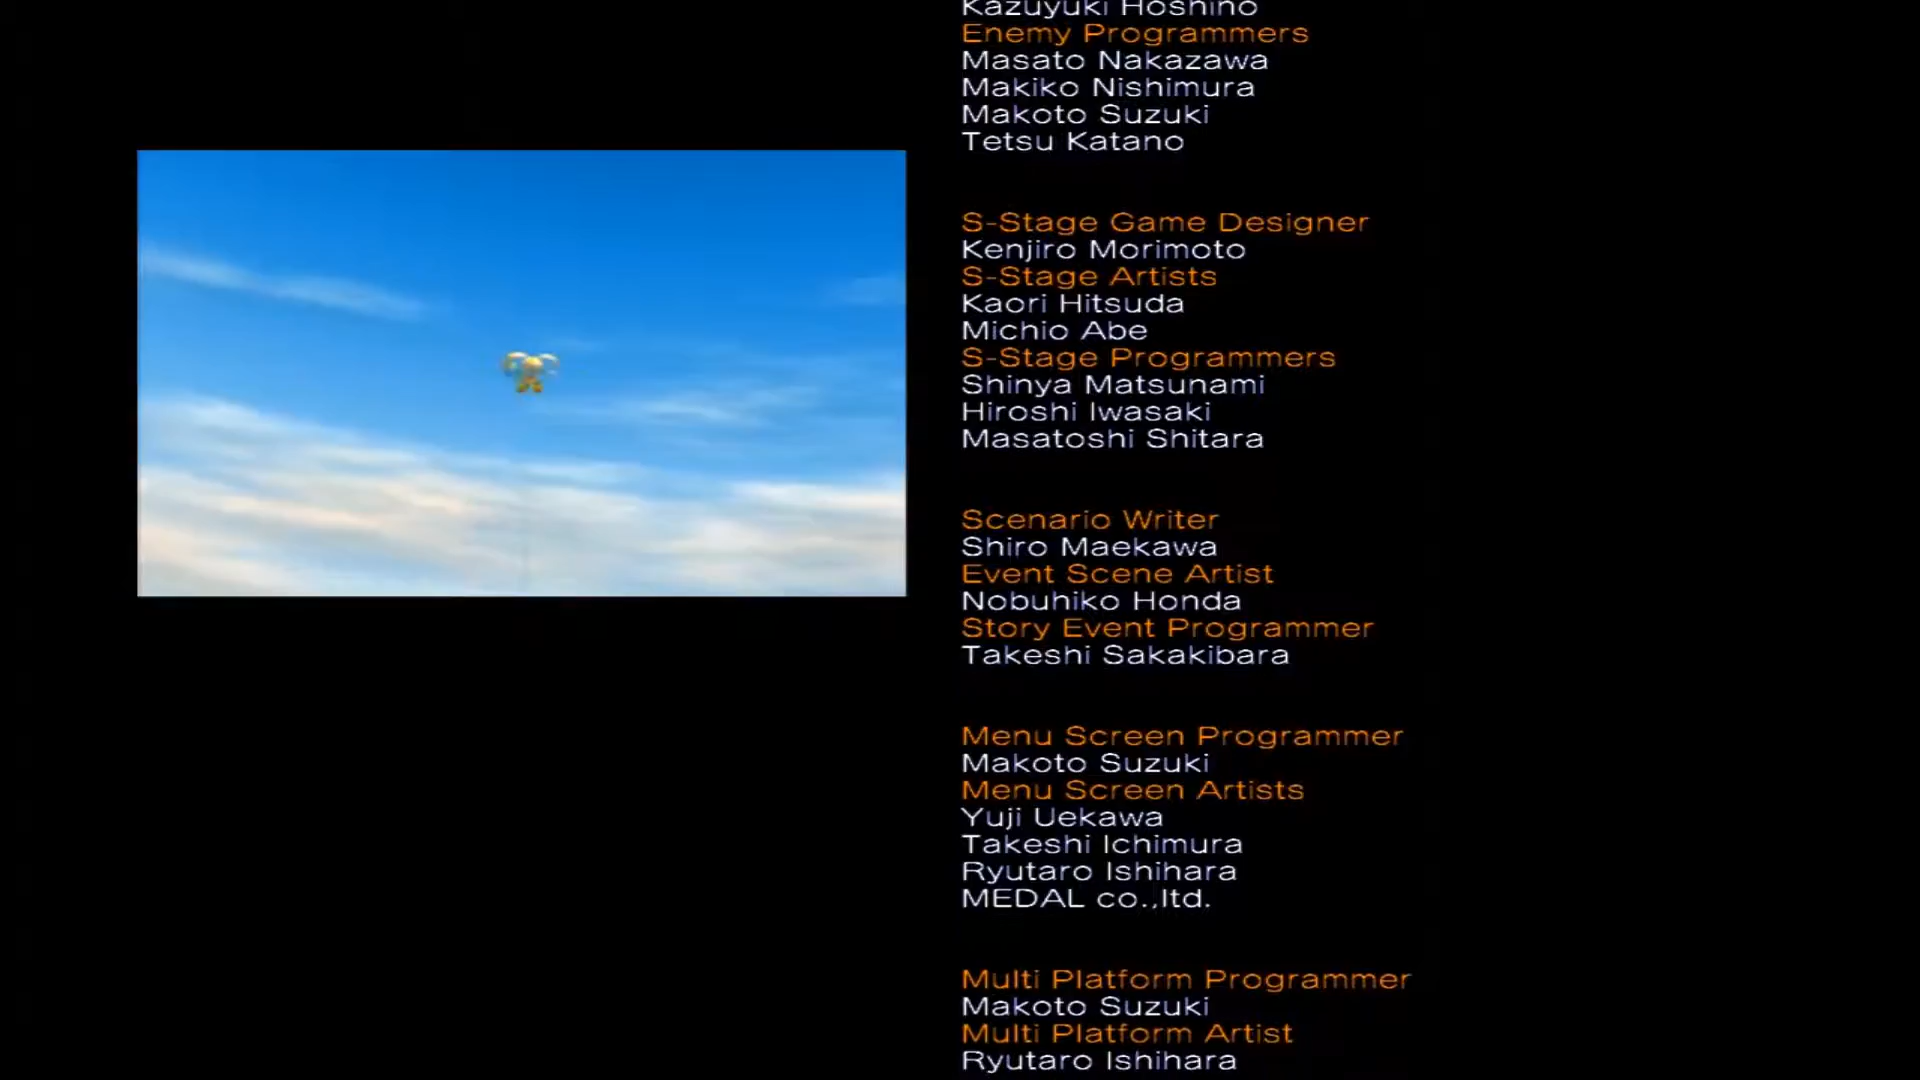 Kazuyuki Hoshino
Enemy Programmers
Masato Nakazawa
Makiko Nishimura
Makoto Suzuki
Tetsu Katano
S-Stage Game Designer
Kenjiro Morimoto
S-Stage Artists
Kaori Hitsuda
Michio Abe
S-Stage Programmers
Shinya Matsunami
Hiroshi Iwasaki
Masatoshi Shitara
Scenario Writer
Shiro Maekawa
Event Scene Artist
Nobuhiko Honda
Story Event Programmer
Takeshi Sakakibara
Menu Screen Programmer
Makoto Suzuki
Menu Screen Artists
Yuji Uekawa
Takeshi Ichimura
Ryutaro Ishihara
MEDAL co.,ltd.
Multi Platform Programmer
Makoto Suzuki
Multi Platform Artist
Ryutaro Ishihara